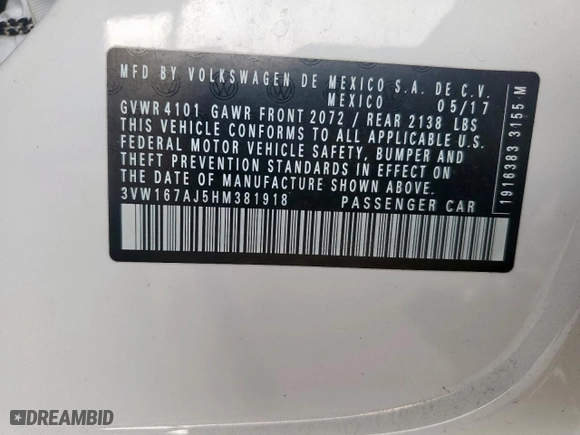 MFD BY VOLKSWAGEN DE MEXICO S.A. DE C.V.
MEXICO 05/17
GVWR 4101 GAWR FRONT 2072 / REAR 2138 LBS
THIS VEHICLE CONFORMS TO ALL APPLICABLE U.S.
FEDERAL MOTOR VEHICLE SAFETY, BUMPER AND
THEFT PREVENTION STANDARDS IN EFFECT ON
THE DATE OF MANUFACTURE SHOWN ABOVE.
3VW167AJ5HM381918 PASSENGER CAR
1916383 3155 M
DREAMBID